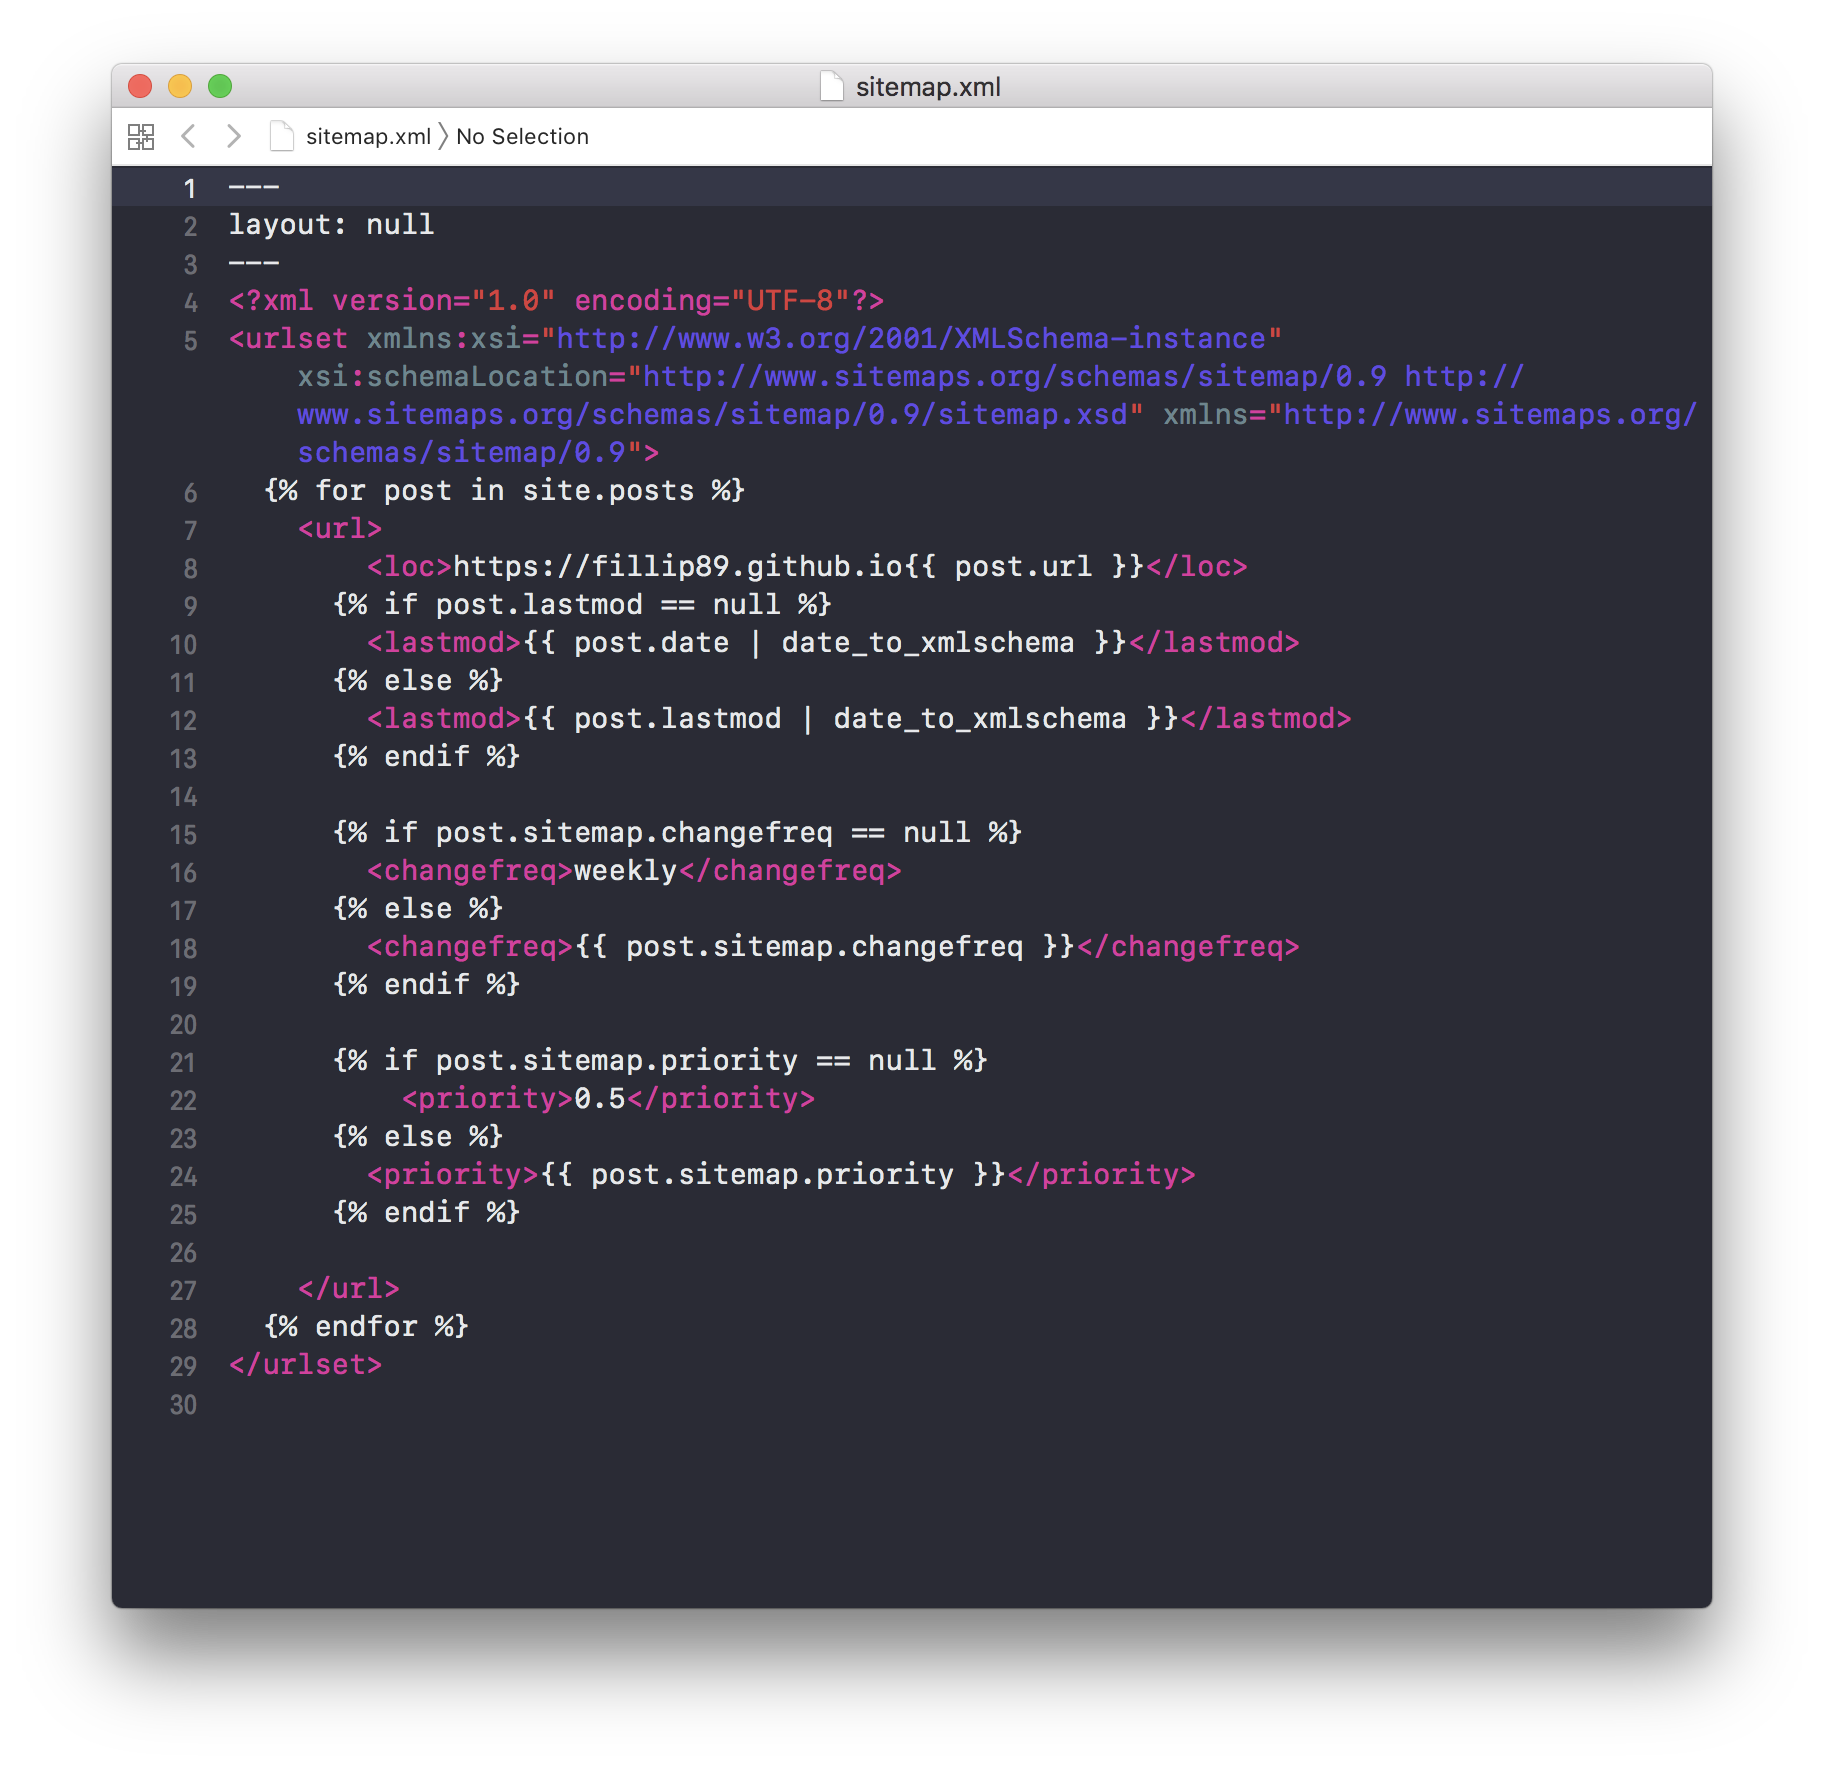 sitemap.xml
sitemap.xml 〉 No Selection
1 ---
2 layout: null
3 ---
4 <?xml version="1.0" encoding="UTF-8"?>
5 <urlset xmlns:xsi="http://www.w3.org/2001/XMLSchema-instance"
xsi:schemaLocation="http://www.sitemaps.org/schemas/sitemap/0.9 http://
www.sitemaps.org/schemas/sitemap/0.9/sitemap.xsd" xmlns="http://www.sitemaps.org/
schemas/sitemap/0.9">
6 {% for post in site.posts %}
7 <url>
8 <loc>https://fillip89.github.io{{ post.url }}</loc>
9 {% if post.lastmod == null %}
10 <lastmod>{{ post.date | date_to_xmlschema }}</lastmod>
11 {% else %}
12 <lastmod>{{ post.lastmod | date_to_xmlschema }}</lastmod>
13 {% endif %}
14
15 {% if post.sitemap.changefreq == null %}
16 <changefreq>weekly</changefreq>
17 {% else %}
18 <changefreq>{{ post.sitemap.changefreq }}</changefreq>
19 {% endif %}
20
21 {% if post.sitemap.priority == null %}
22 <priority>0.5</priority>
23 {% else %}
24 <priority>{{ post.sitemap.priority }}</priority>
25 {% endif %}
26
27 </url>
28 {% endfor %}
29 </urlset>
30